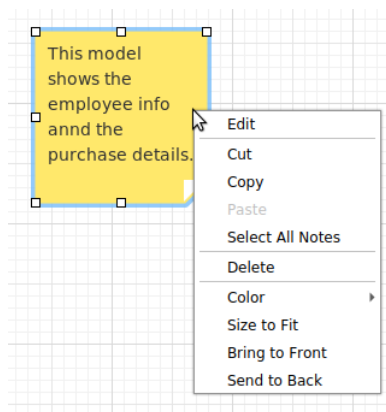 This model
shows the
employee info
annd the
purchase details.
Edit
Cut
Copy
Paste
Select All Notes
Delete
Color
Size to Fit
Bring to Front
Send to Back